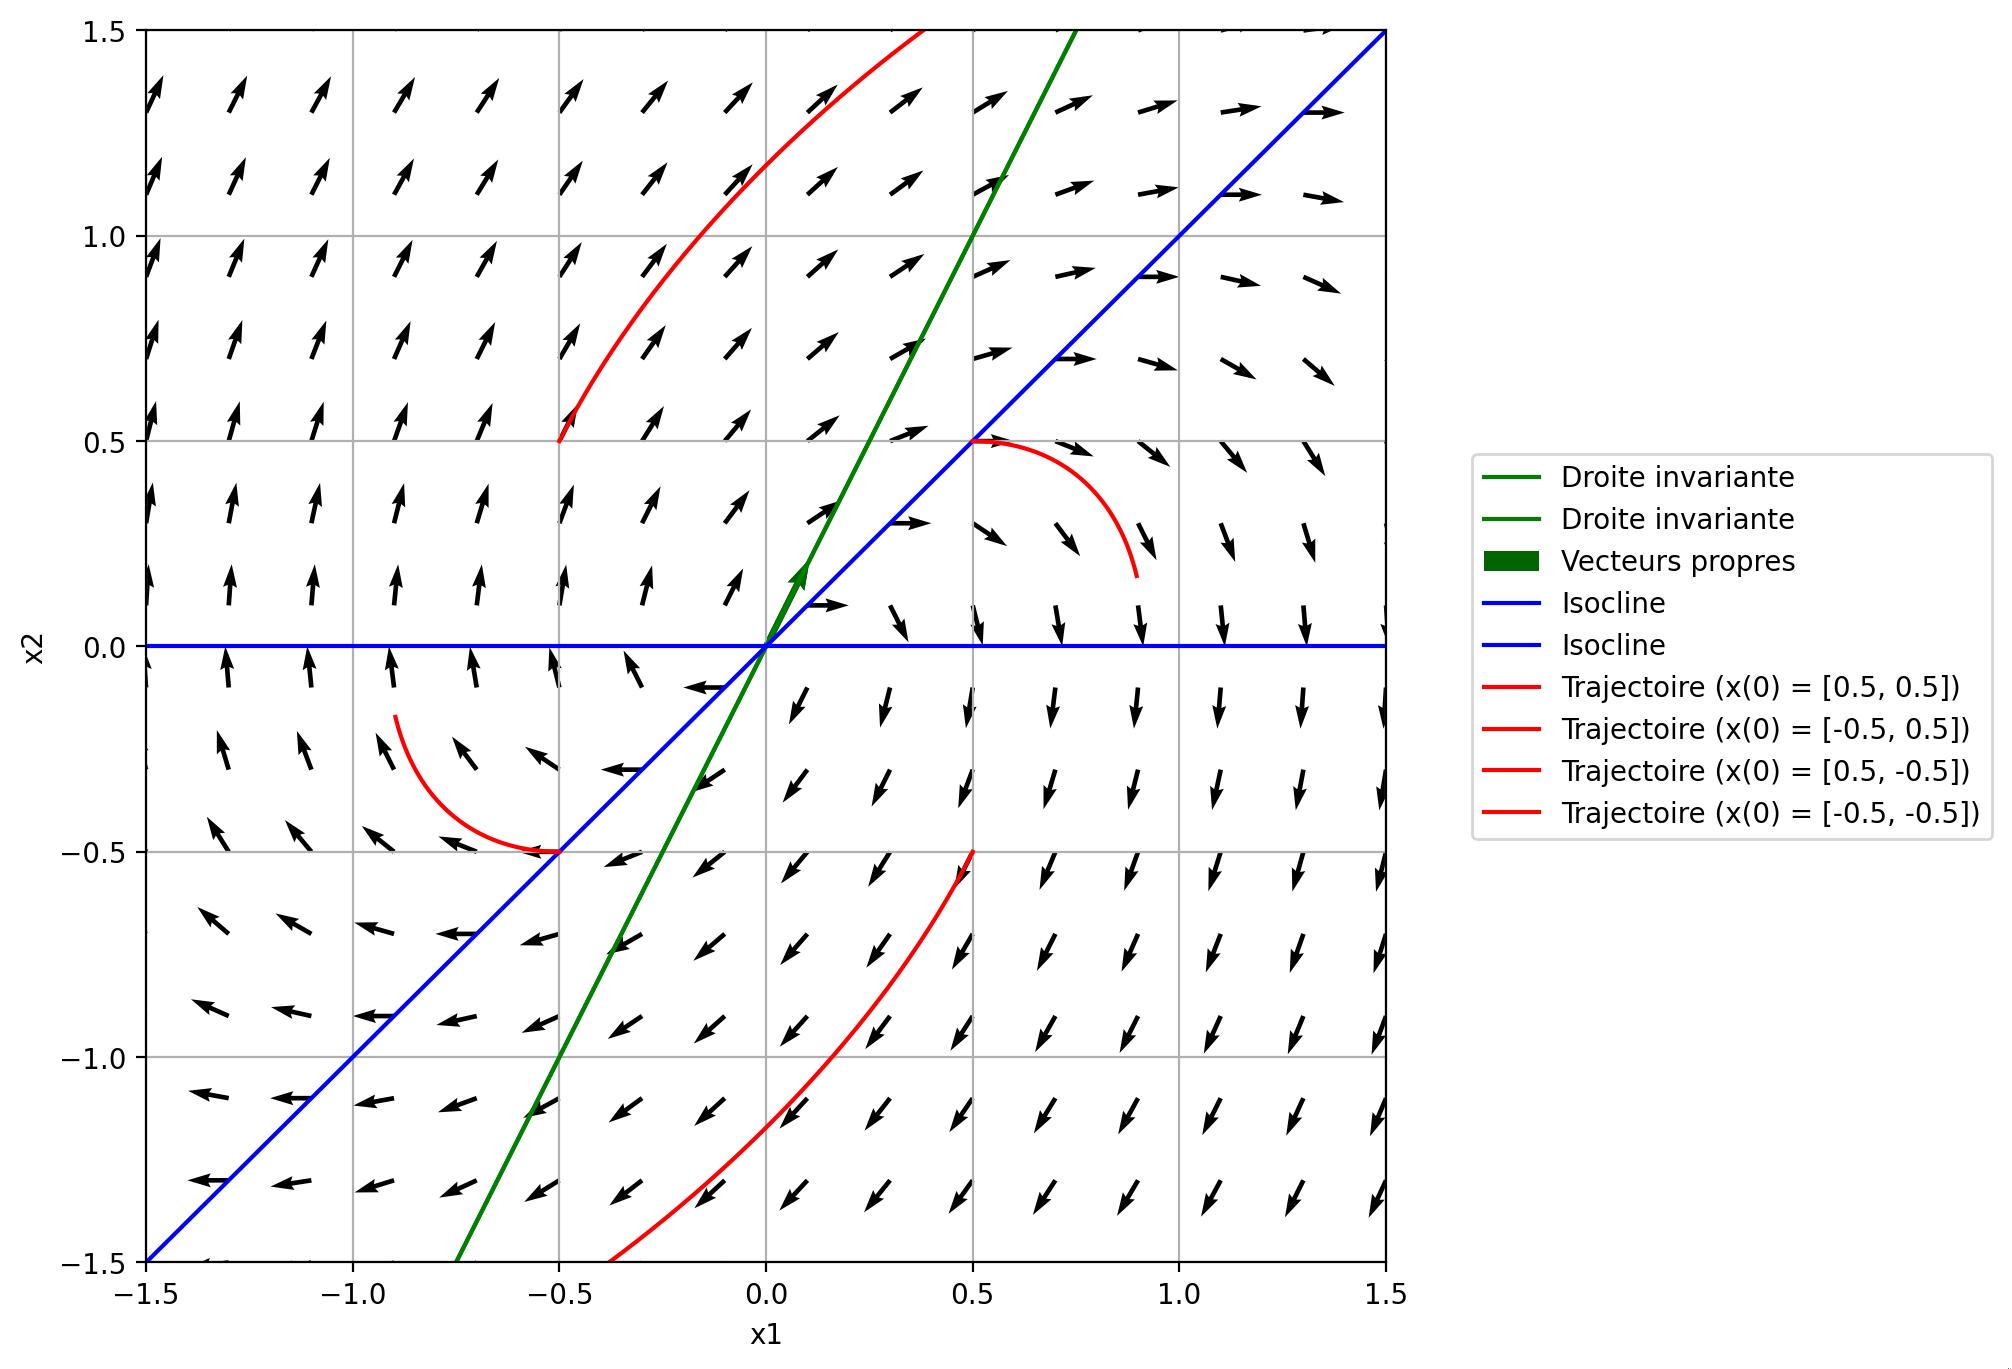 1.5
1.0
0.5
0.0
−0.5
−1.0
−1.5
x2
−1.5
−1.0
−0.5
0.0
0.5
1.0
1.5
x1
Droite invariante
Droite invariante
Vecteurs propres
Isocline
Isocline
Trajectoire (x(0) = [0.5, 0.5])
Trajectoire (x(0) = [-0.5, 0.5])
Trajectoire (x(0) = [0.5, -0.5])
Trajectoire (x(0) = [-0.5, -0.5])